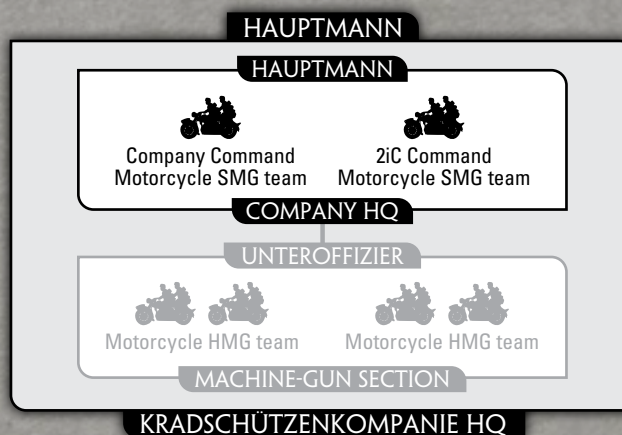 HAUPTMANN
HAUPTMANN
Company Command
Motorcycle SMG team
2iC Command
Motorcycle SMG team
COMPANY HQ
UNTEROFFIZIER
Motorcycle HMG team
Motorcycle HMG team
MACHINE-GUN SECTION
KRADSCHÜTZENKOMPANIE HQ